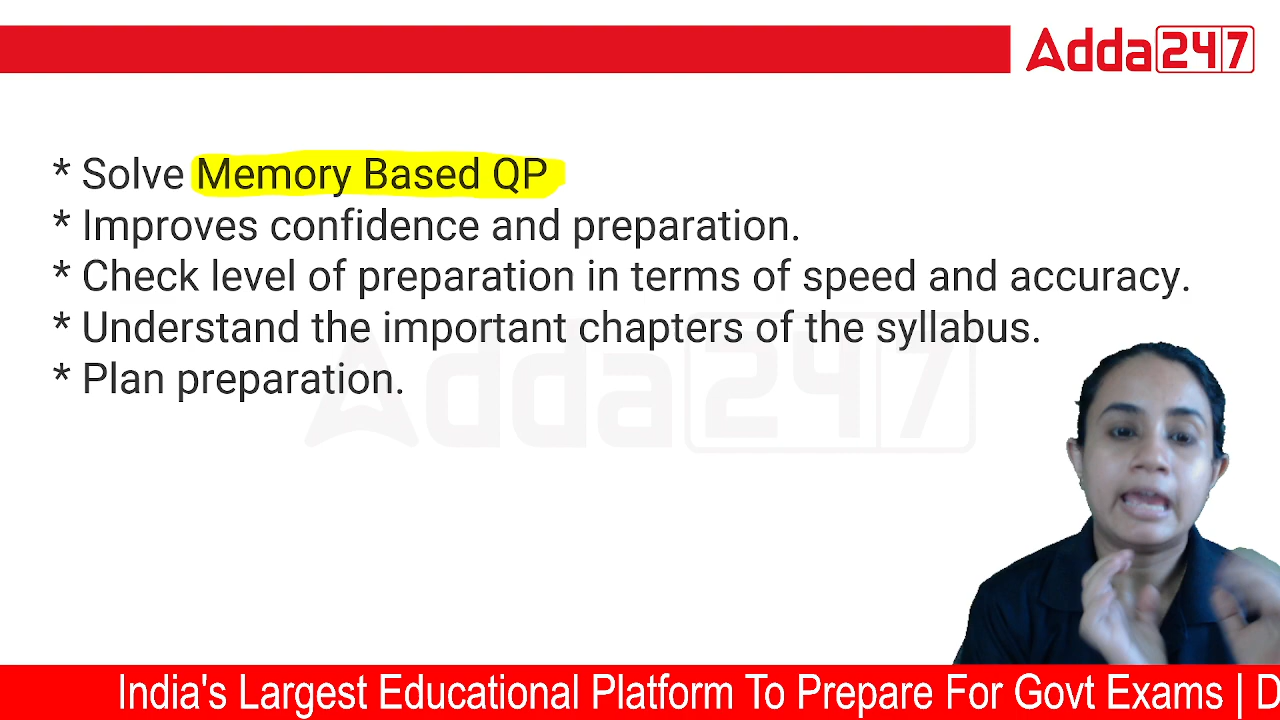 Adda247
* Solve Memory Based QP
* Improves confidence and preparation.
* Check level of preparation in terms of speed and accuracy.
* Understand the important chapters of the syllabus.
* Plan preparation.
Adda247
India's Largest Educational Platform To Prepare For Govt Exams | D